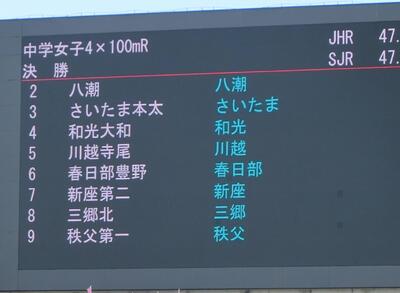 中学女子4×100mR JHR 47.
決 勝 SJR 47.
2 八潮 八潮
3 さいたま本太 さいたま
4 和光大和 和光
5 川越寺尾 川越
6 春日部豊野 春日部
7 新座第二 新座
8 三郷北 三郷
9 秩父第一 秩父